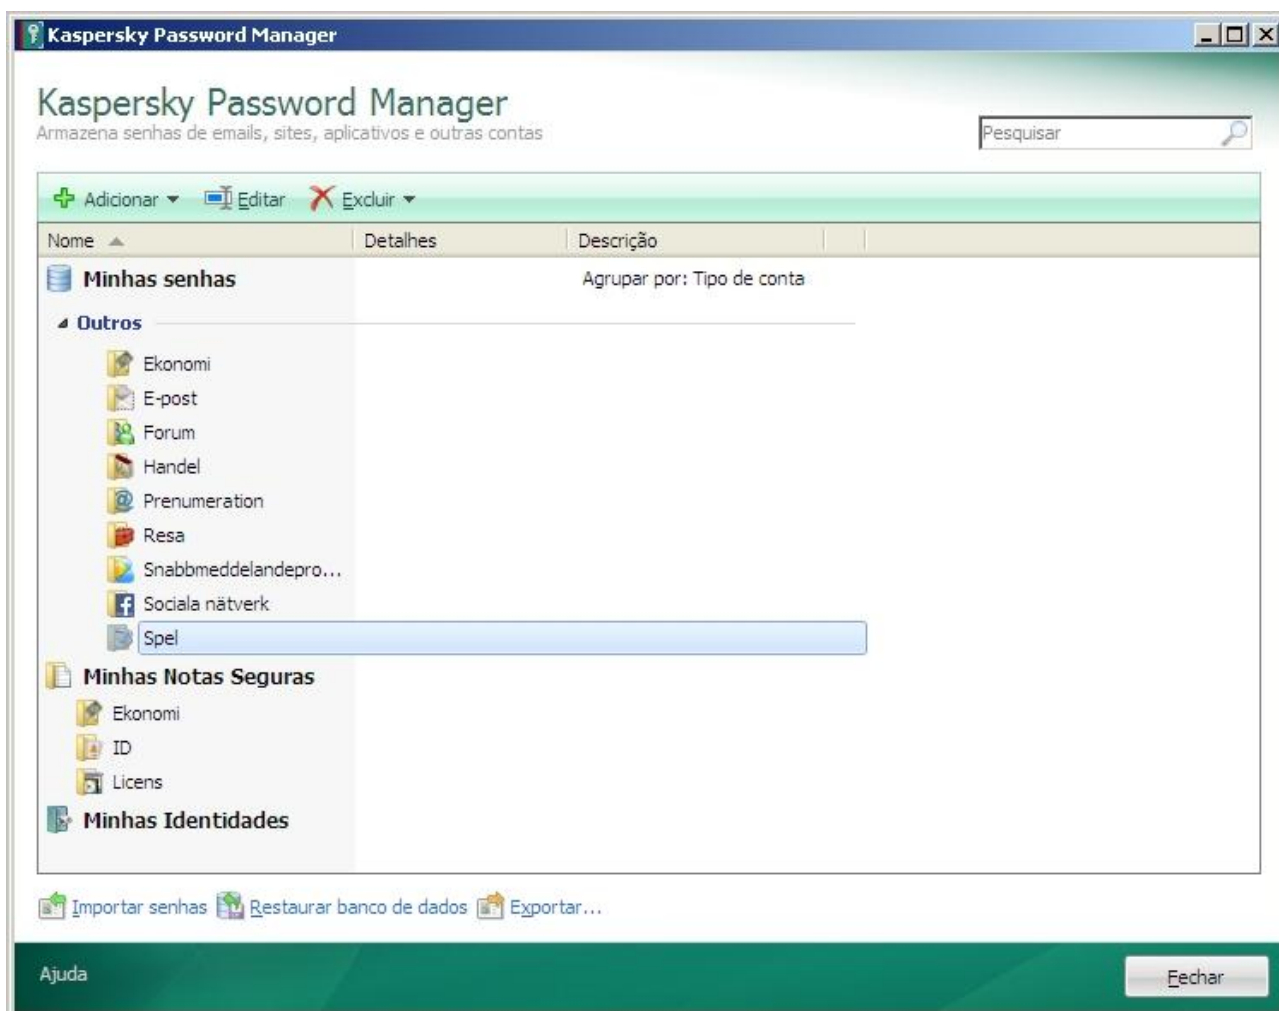 Kaspersky Password Manager
Kaspersky Password Manager
Armazena senhas de emails, sites, aplicativos e outras contas
Pesquisar
Adicionar Editar Excluir
Nome Detalhes Descrição
Minhas senhas Agrupar por: Tipo de conta
Outros
Ekonomi
E-post
Forum
Handel
Prenumeration
Resa
Snabbmeddelandepro...
Sociala nätverk
Spel
Minhas Notas Seguras
Ekonomi
ID
Licens
Minhas Identidades
Importar senhas Restaurar banco de dados Exportar...
Ajuda Fechar